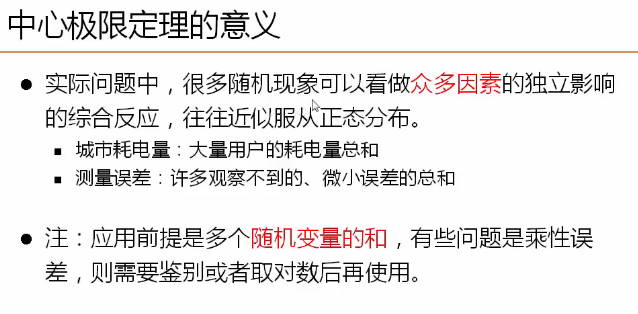 中心极限定理的意义
● 实际问题中，很多随机现象可以看做众多因素的独立影响
的综合反应，往往近似服从正态分布。
▪ 城市耗电量：大量用户的耗电量总和
▪ 测量误差：许多观察不到的、微小误差的总和
● 注：应用前提是多个随机变量的和，有些问题是乘性误
差，则需要鉴别或者取对数后再使用。